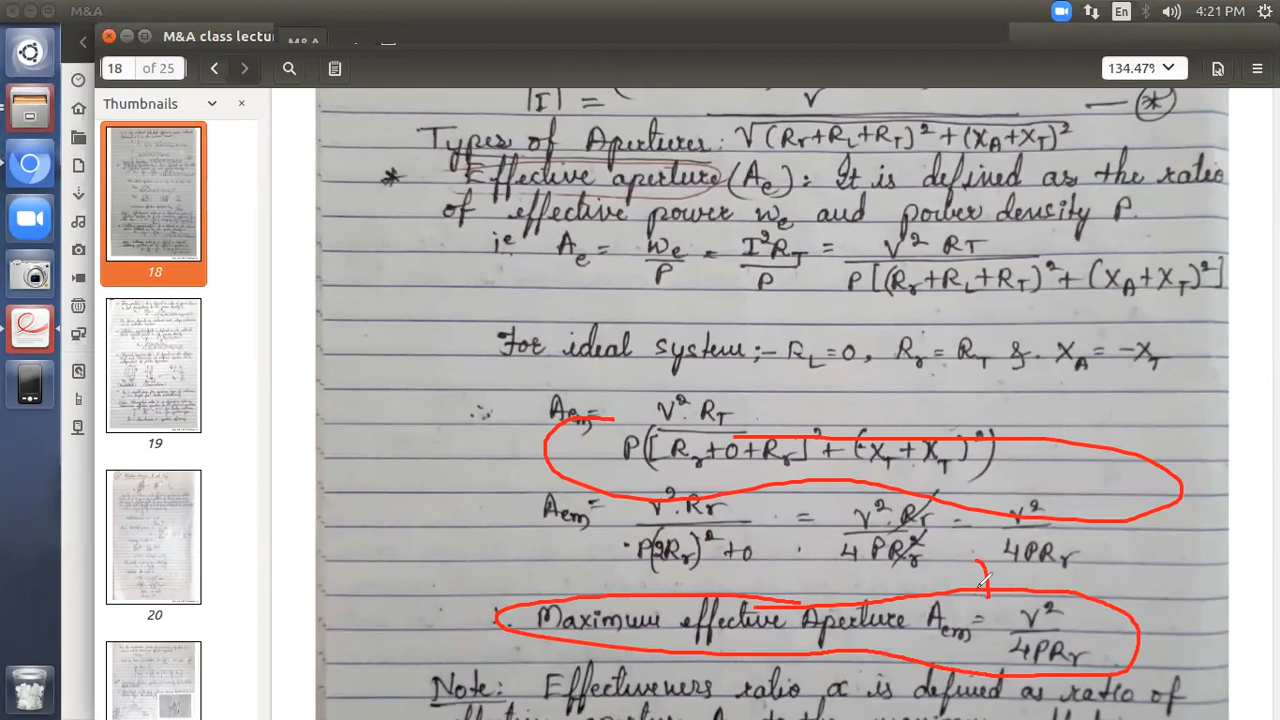 M&A
En
4:21 PM
M&A class lectur
M&A
18 of 25
134.47%
Thumbnails
18
19
20
|I| = V / √(Rr+RL+RT)² + (XA+XT)² — (*)
Types of Apertures:
* Effective aperture (Ae): It is defined as the ratio
of effective power We and power density P.
ie Ae = We/P = I²RT/P = V² RT / P[(Rr+RL+RT)² + (XA+XT)²]
For ideal system;- RL=0, Rr = RT & XA = -XT
∴ Aem = V² RT / P([Rr+0+Rr]² + (-XT+XT)²)
Aem = V² Rr / P(2Rr)²+0 = V² Rr / 4PRr² = V² / 4PRr
∴ Maximum effective Aperture Aem = V² / 4PRr
Note: Effectiveness ratio α is defined as ratio of